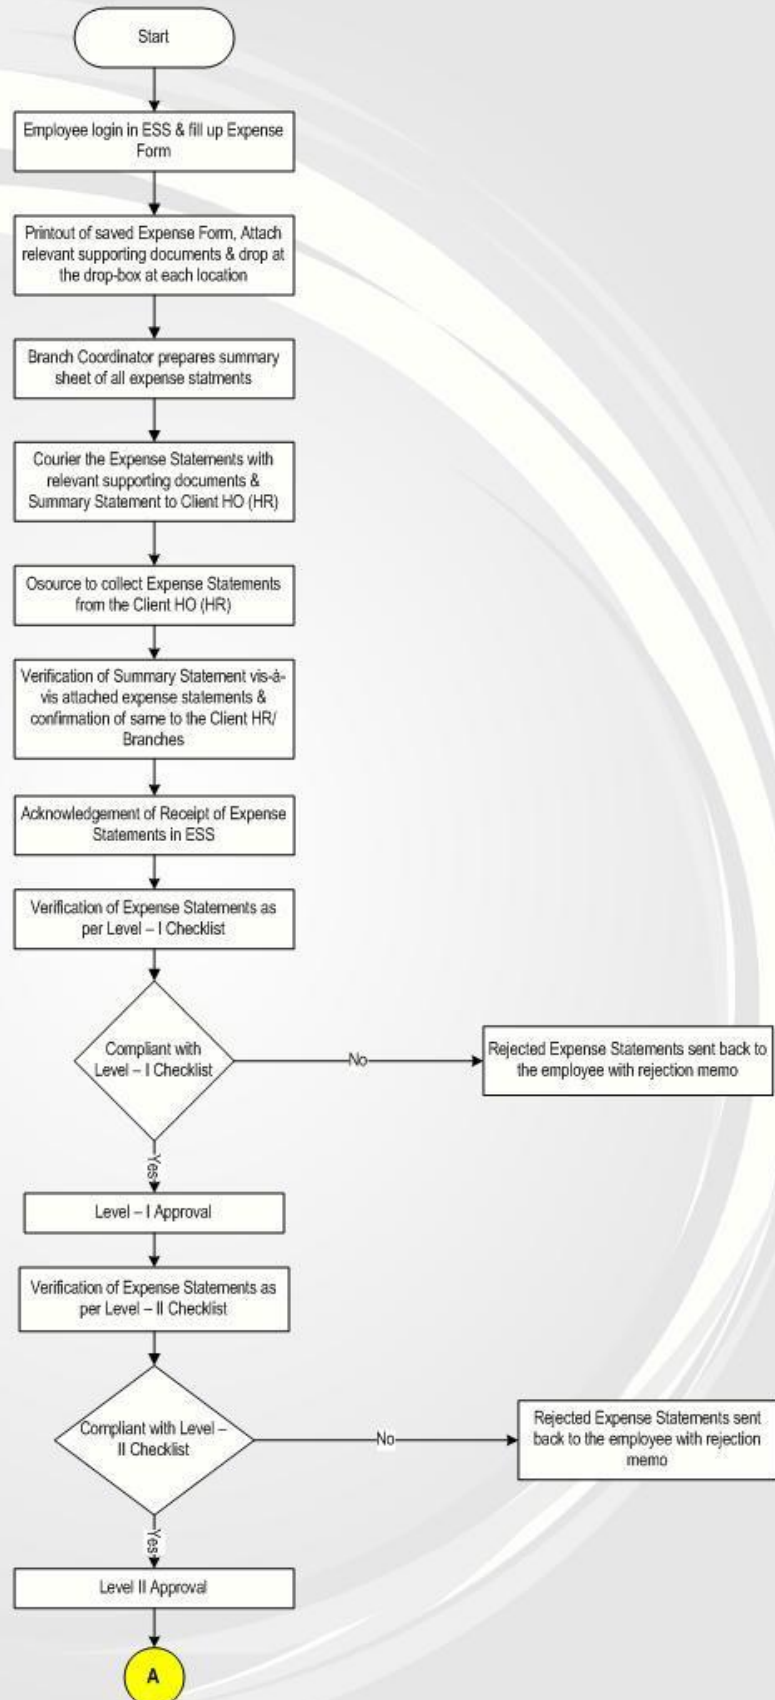 Start
Employee login in ESS & fill up Expense
Form
Printout of saved Expense Form, Attach
relevant supporting documents & drop at
the drop-box at each location
Branch Coordinator prepares summary
sheet of all expense statments
Courier the Expense Statements with
relevant supporting documents &
Summary Statement to Client HO (HR)
Osource to collect Expense Statements
from the Client HO (HR)
Verification of Summary Statement vis-à-
vis attached expense statements &
confirmation of same to the Client HR/
Branches
Acknowledgement of Receipt of Expense
Statements in ESS
Verification of Expense Statements as
per Level – I Checklist
Compliant with
Level – I Checklist
No
Rejected Expense Statements sent back to
the employee with rejection memo
Yes
Level – I Approval
Verification of Expense Statements as
per Level – II Checklist
Compliant with Level –
II Checklist
No
Rejected Expense Statements sent
back to the employee with rejection
memo
Yes
Level II Approval
A